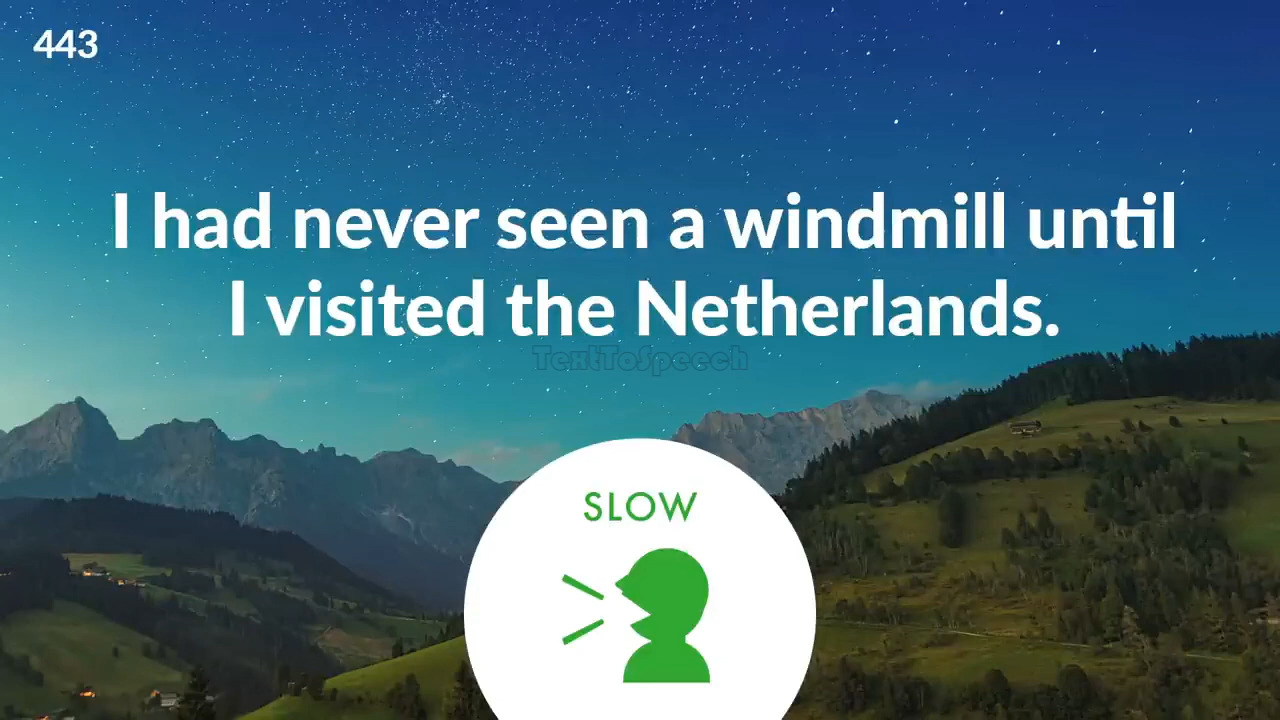 443
I had never seen a windmill until
I visited the Netherlands.
TextToSpeech
SLOW